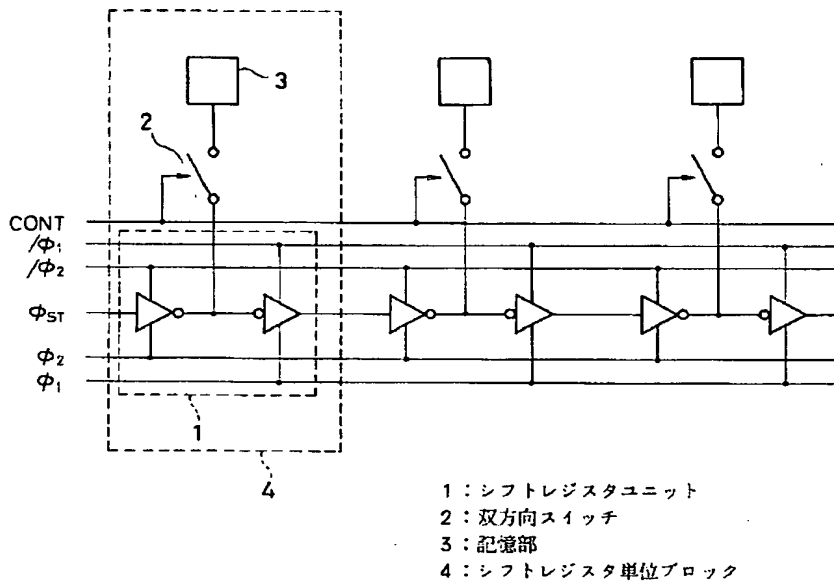 3
2
CONT
/Φ1
/Φ2
ΦST
Φ2
Φ1
1
4
1:シフトレジスタユニット
2:双方向スイッチ
3:記憶部
4:シフトレジスタ単位ブロック